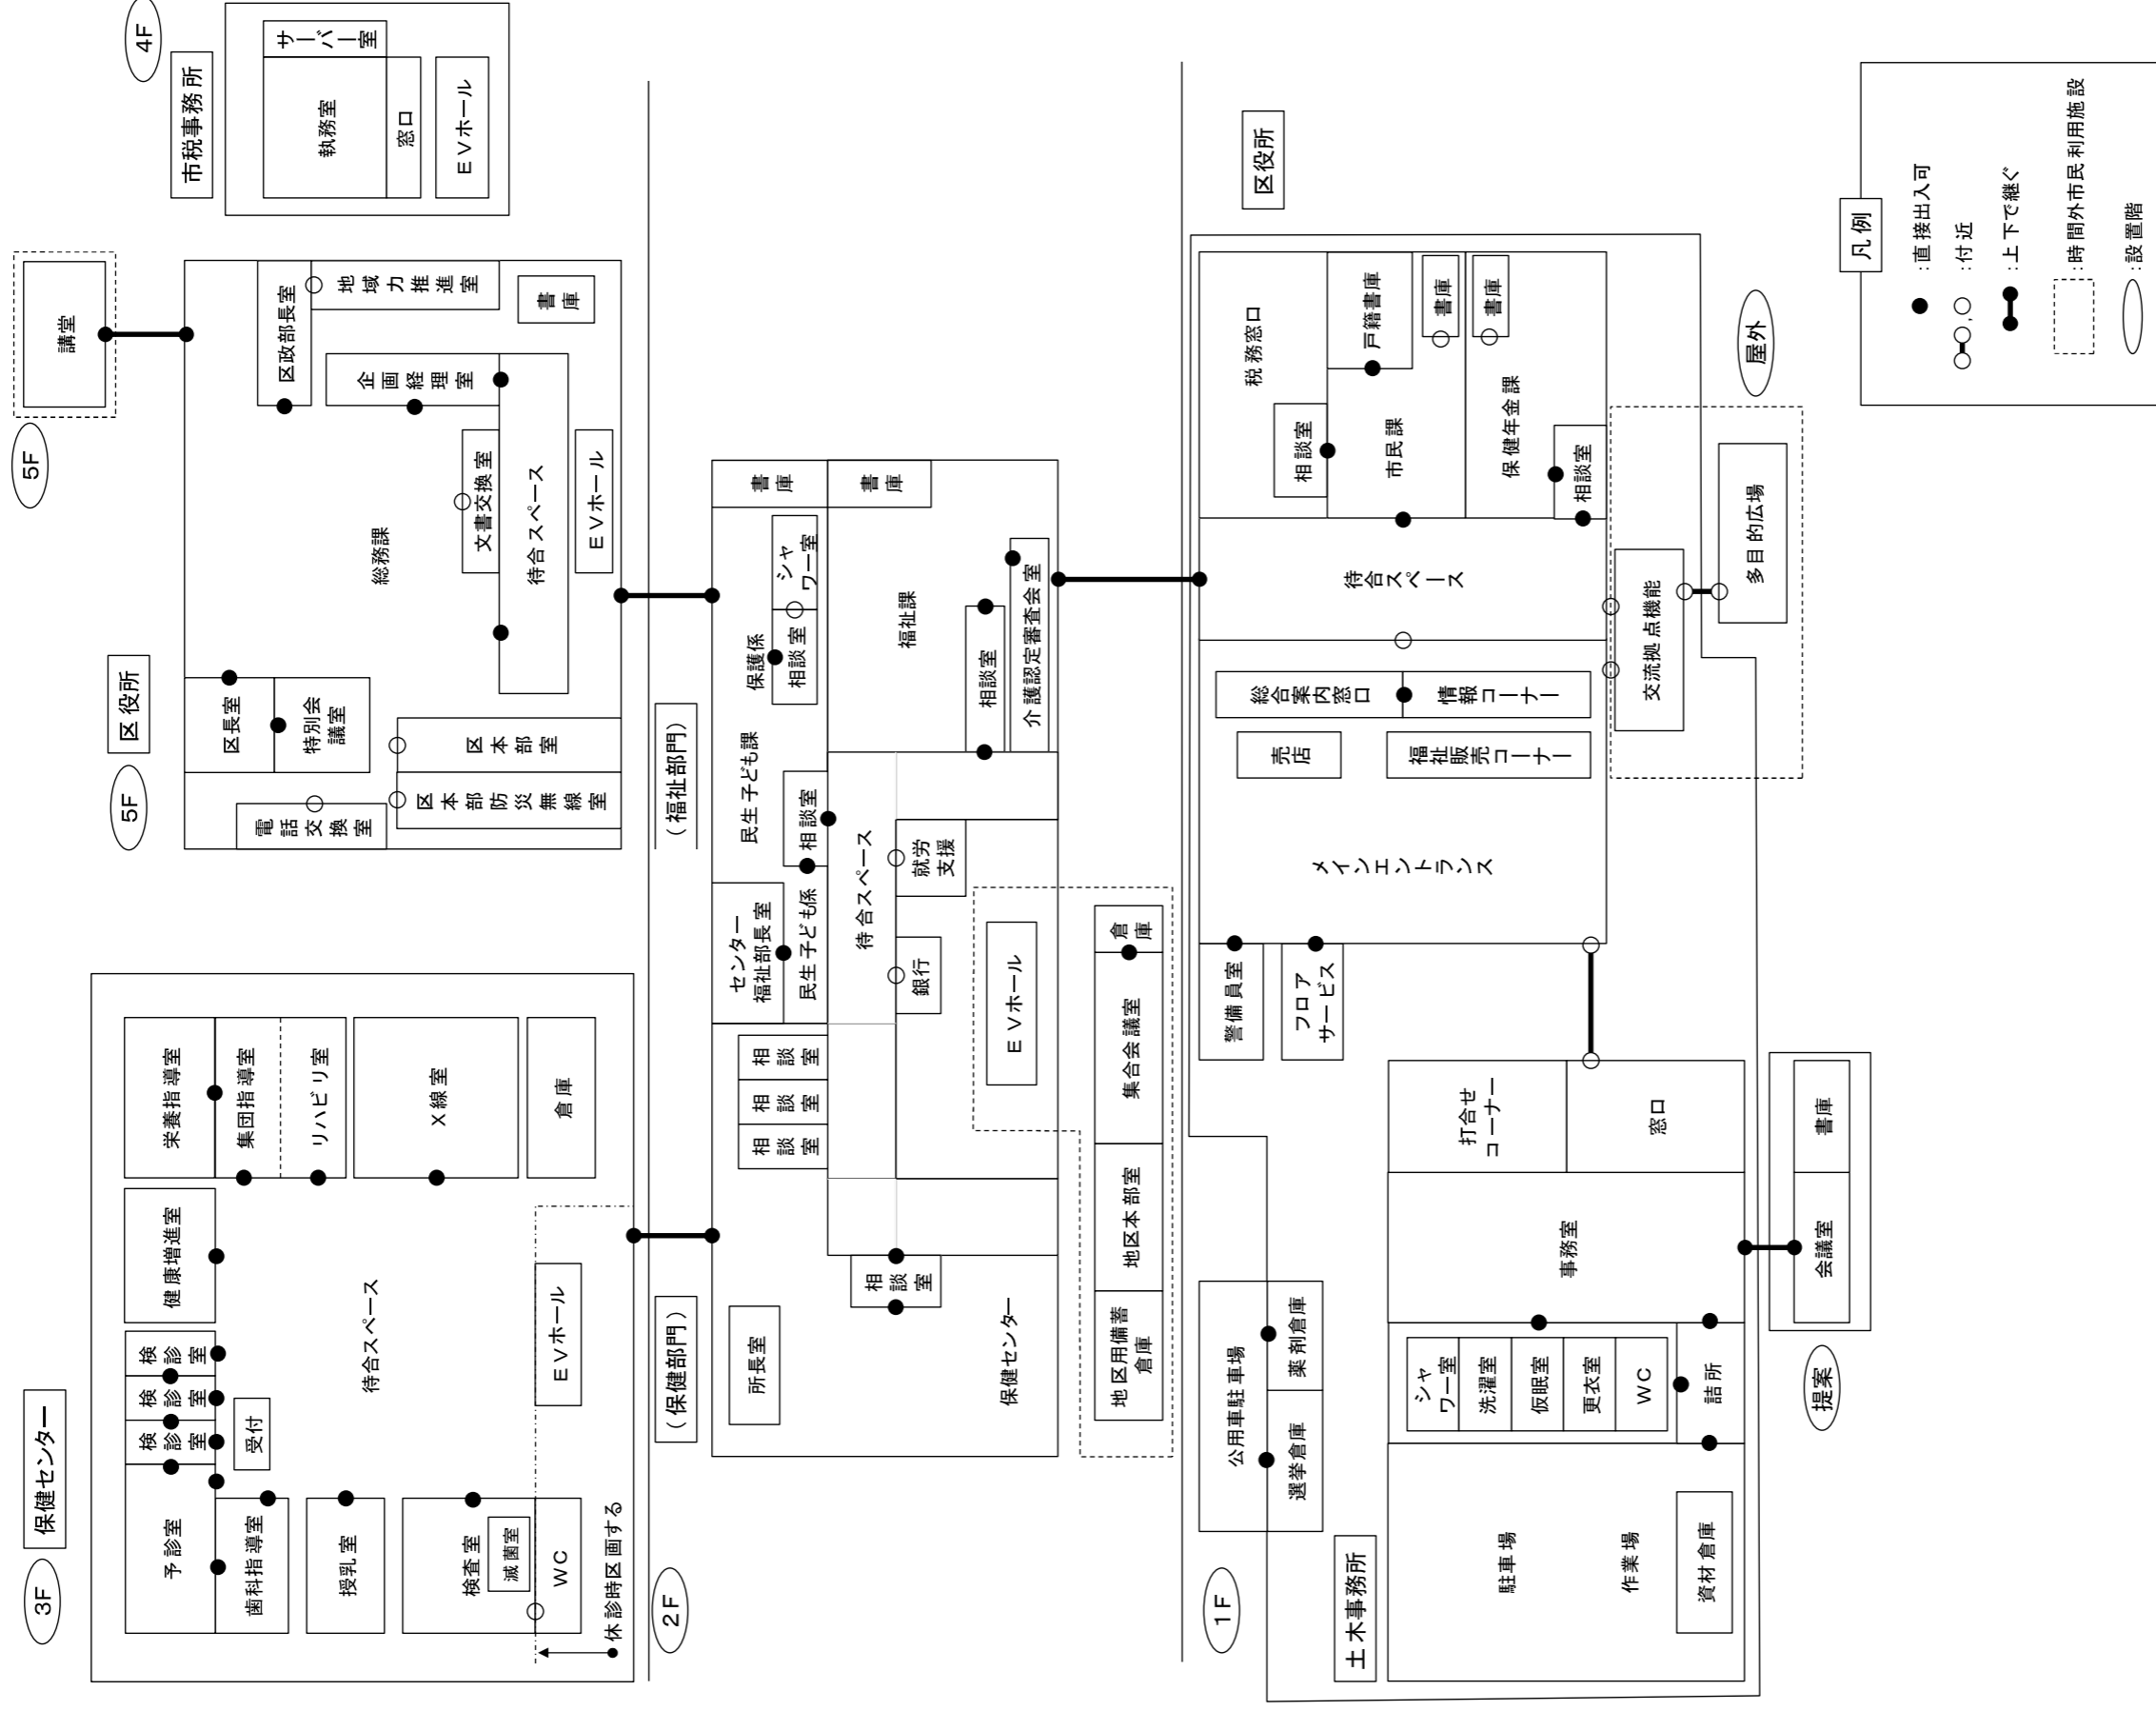 保健センター
3F
栄養指導室
集団指導室
リハビリ室
X線室
倉庫
健康増進室
検診室
検診室
検診室
受付
予診室
歯科指導室
授乳室
検査室
滅菌室
WC
待合スペース
EVホール
休診時区画する
5F
講堂
区役所
5F
区長室
特別会
議室
電話交換室
区本部室
区本部防災無線室
総務課
区政部長室
地域力推進室
企画経理室
文書交換室
待合スペース
書庫
EVホール
4F
市税事務所
サーバー室
執務室
窓口
EVホール
2F
(保健部門)
(福祉部門)
所長室
保健センター
相談室
相談室
相談室
相談室
センター
福祉部長室
民生子ども係
民生子ども課
相談室
保護係
相談室
シャ
ワー室
書庫
書庫
福祉課
相談室
介護認定審査会室
待合スペース
就労
支援
銀行
EVホール
倉庫
集合会議室
地区本部室
地区用備蓄
倉庫
1F
区役所
税務窓口
相談室
戸籍書庫
市民課
書庫
書庫
保健年金課
相談室
待合スペース
総合案内窓口
情報コーナー
売店
福祉販売コーナー
メインエントランス
警備員室
フロア
サービス
交流拠点機能
屋外
多目的広場
公用車駐車場
薬剤倉庫
選挙倉庫
土木事務所
打合せ
コーナー
窓口
事務室
シャ
ワー室
洗濯室
仮眠室
更衣室
WC
詰所
駐車場
作業場
資材倉庫
提案
書庫
会議室
凡例
:直接出入可
, :付近
:上下で継ぐ
:時間外市民利用施設
:設置階